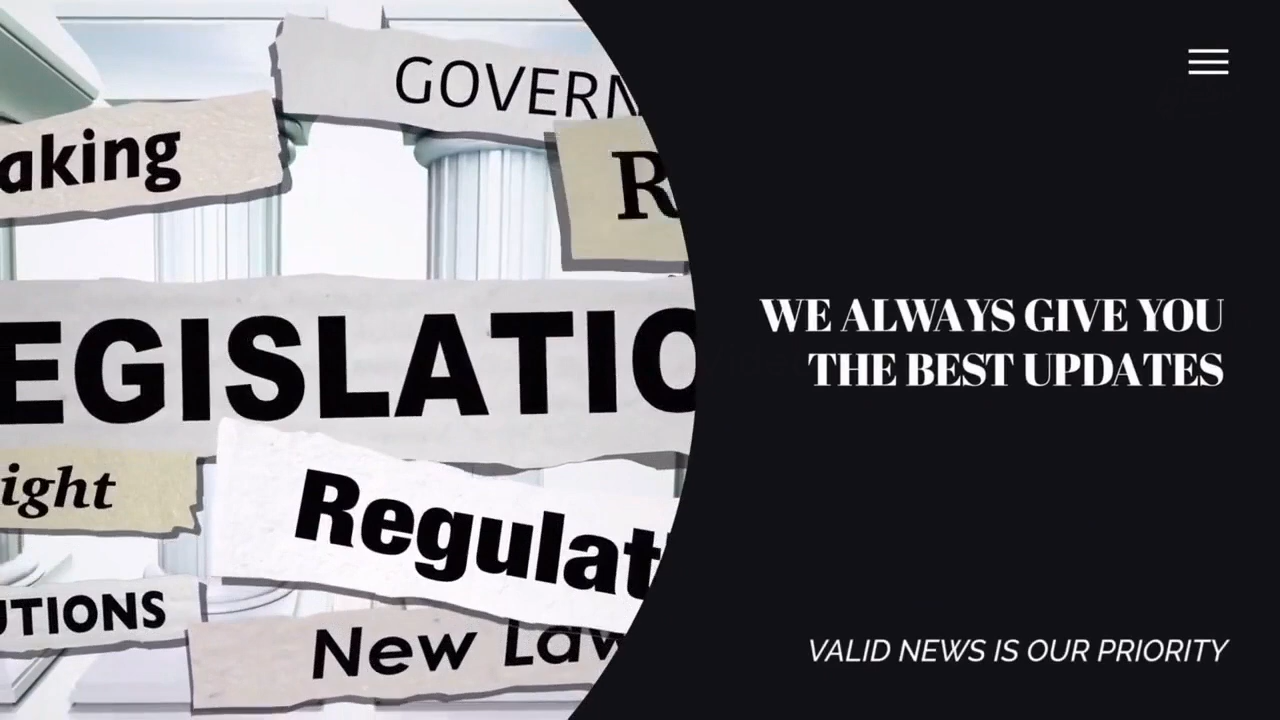 GOVERN
aking
R
EGISLATIO
ight
Regulat
UTIONS
New Law
WE ALWAYS GIVE YOU
THE BEST UPDATES
VALID NEWS IS OUR PRIORITY